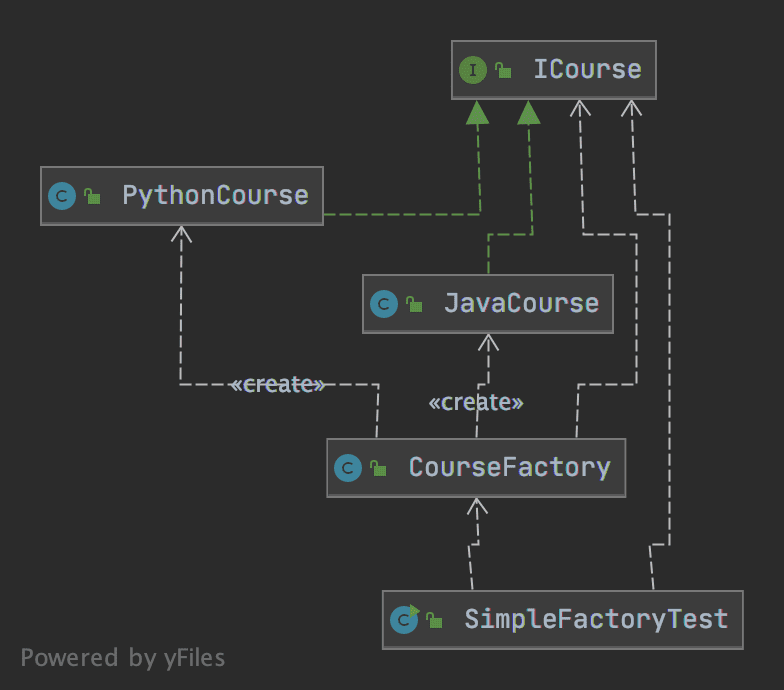 I ICourse
C PythonCourse
C JavaCourse
«create»
«create»
C CourseFactory
C SimpleFactoryTest
Powered by yFiles